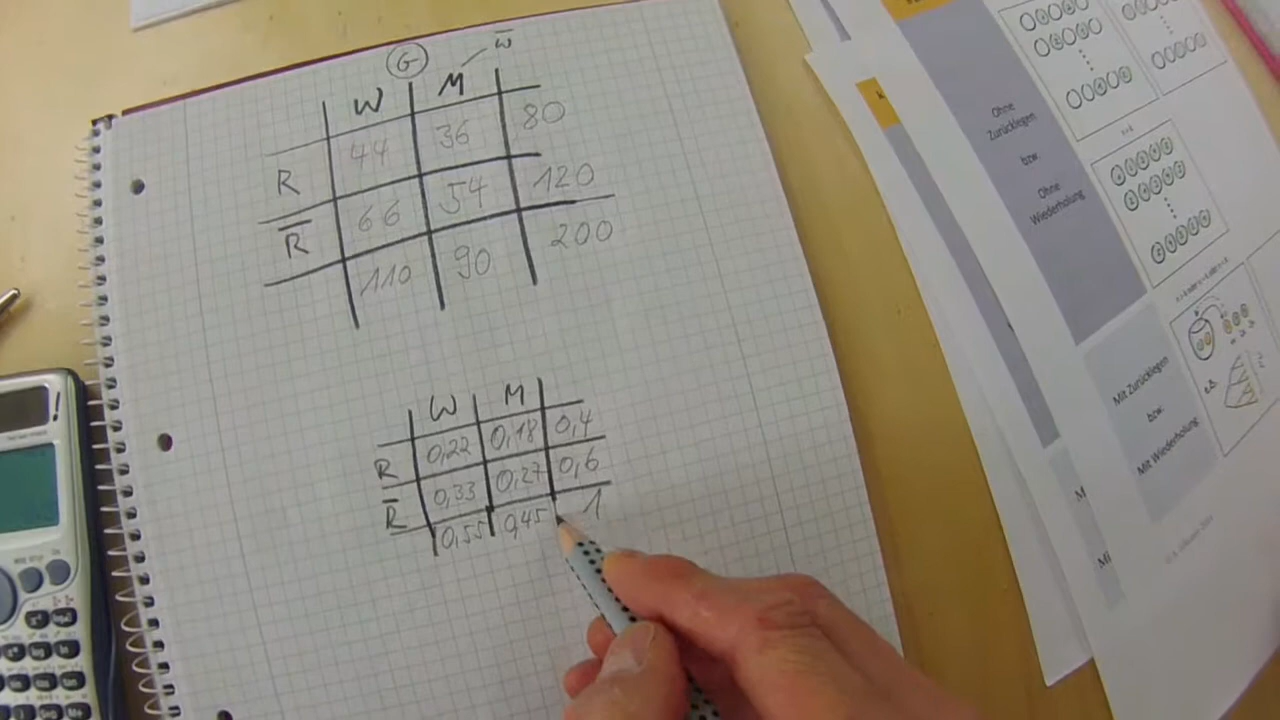 G
W M w̅
R 44 36 80
R̅ 66 54 120
110 90 200
W M
R 0,22 0,18 0,4
R̅ 0,33 0,27 0,6
0,55 0,45 1
Ohne
Zurücklegen
bzw.
Ohne
Wiederholung
Mit Zurücklegen
bzw.
Mit Wiederholung
z.B.